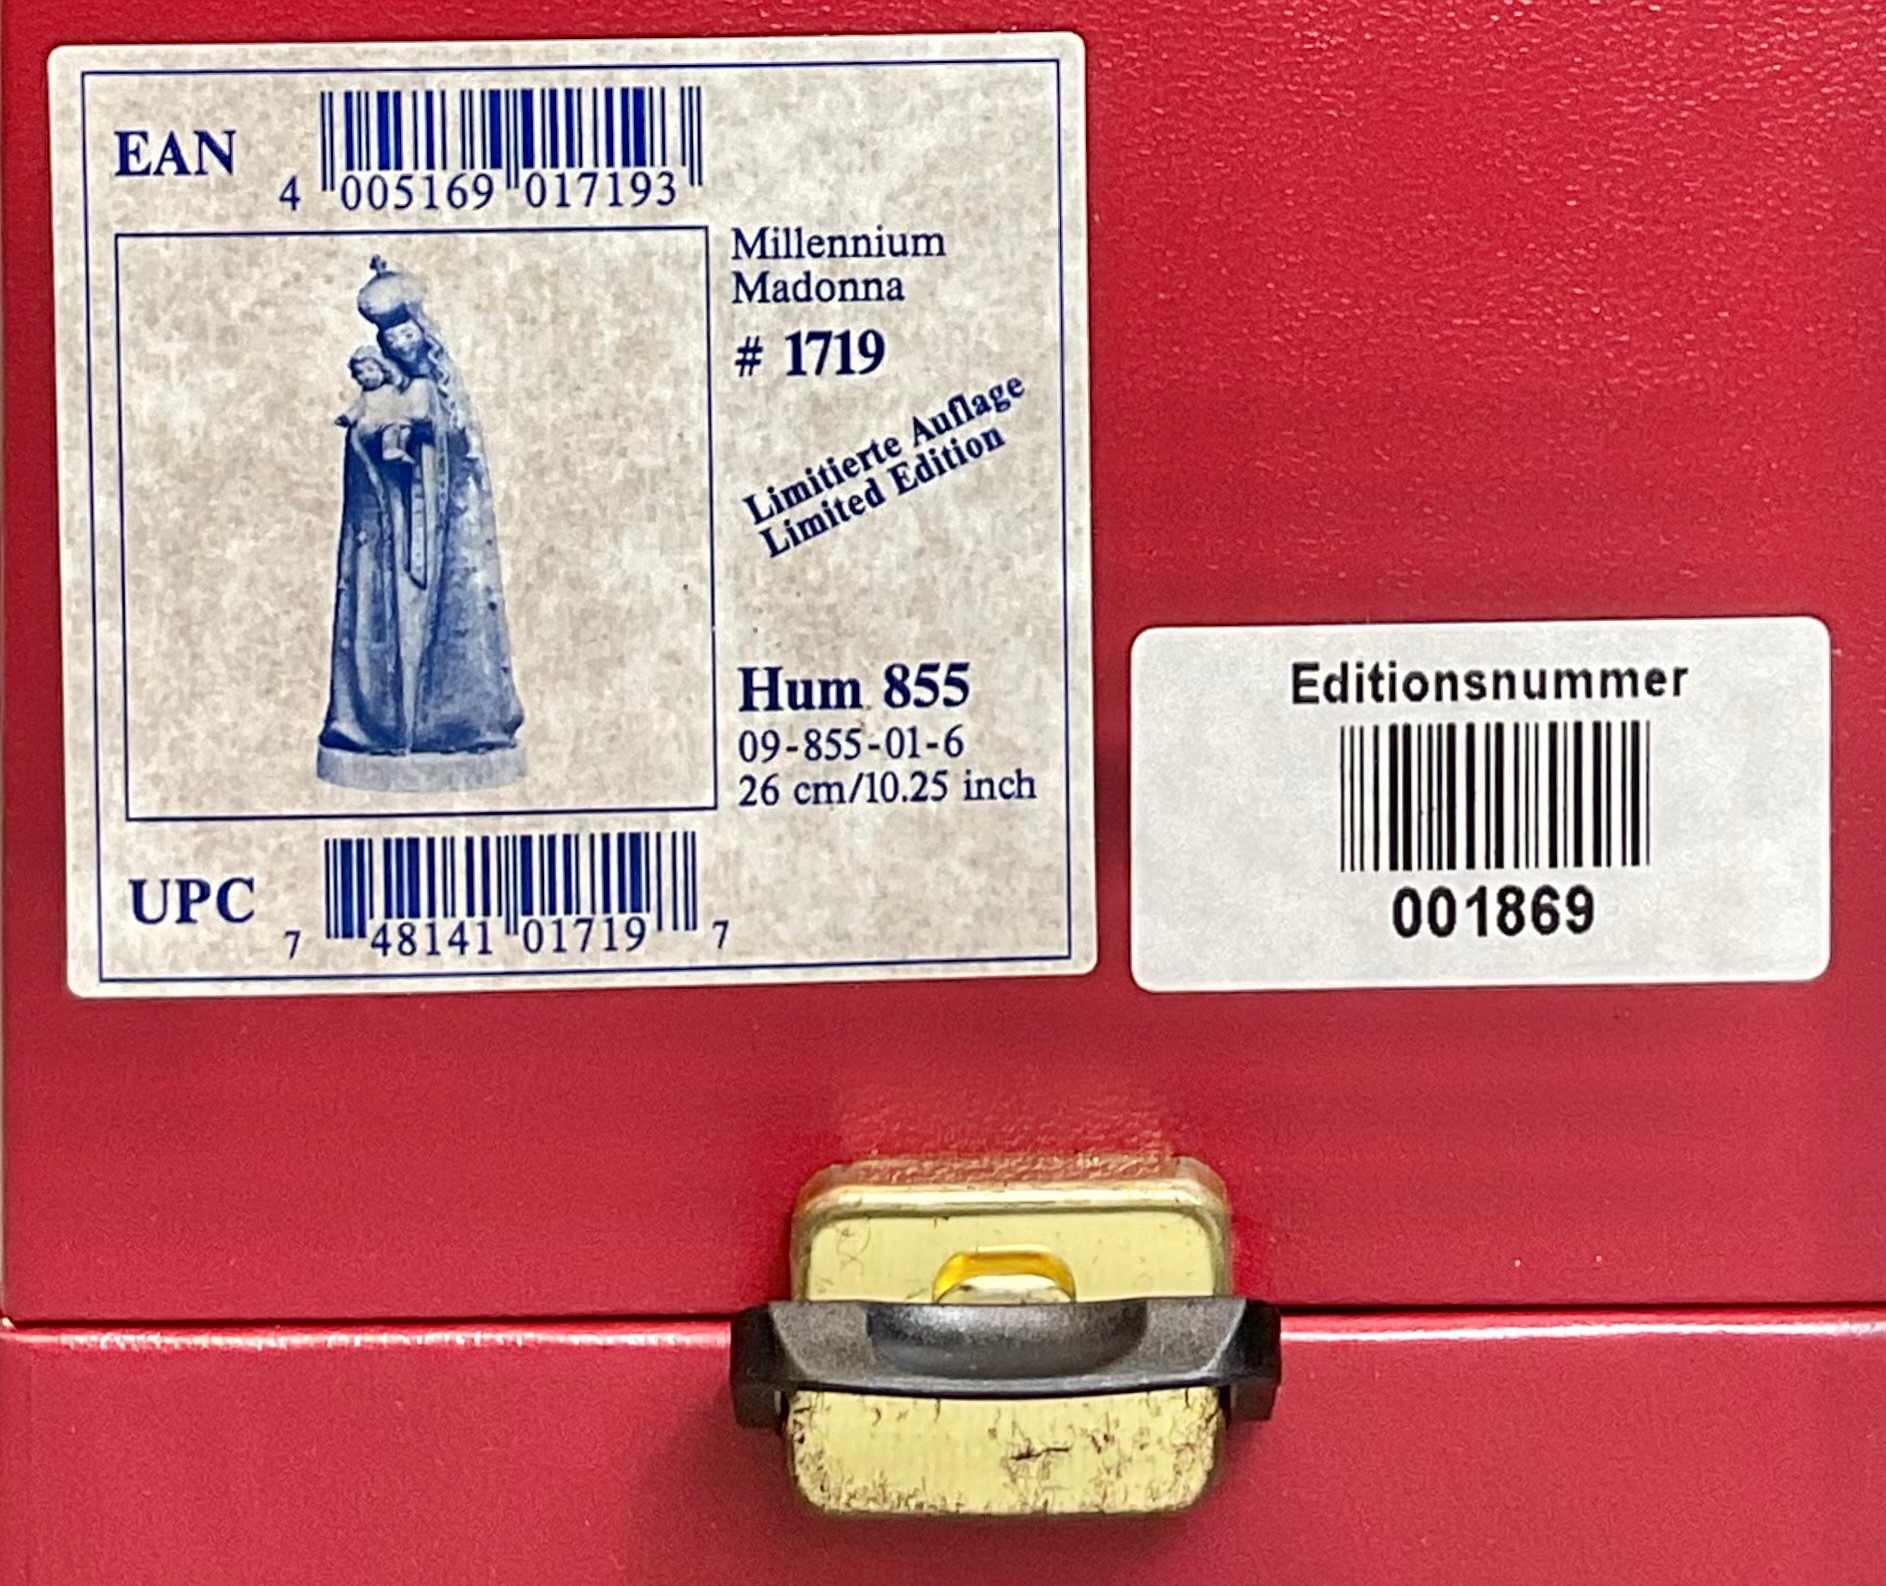 EAN
4 005169 017193
Millennium
Madonna
# 1719
Limitierte Auflage
Limited Edition
Hum 855
09-855-01-6
26 cm/10.25 inch
UPC
7 48141 01719 7
Editionsnummer
001869